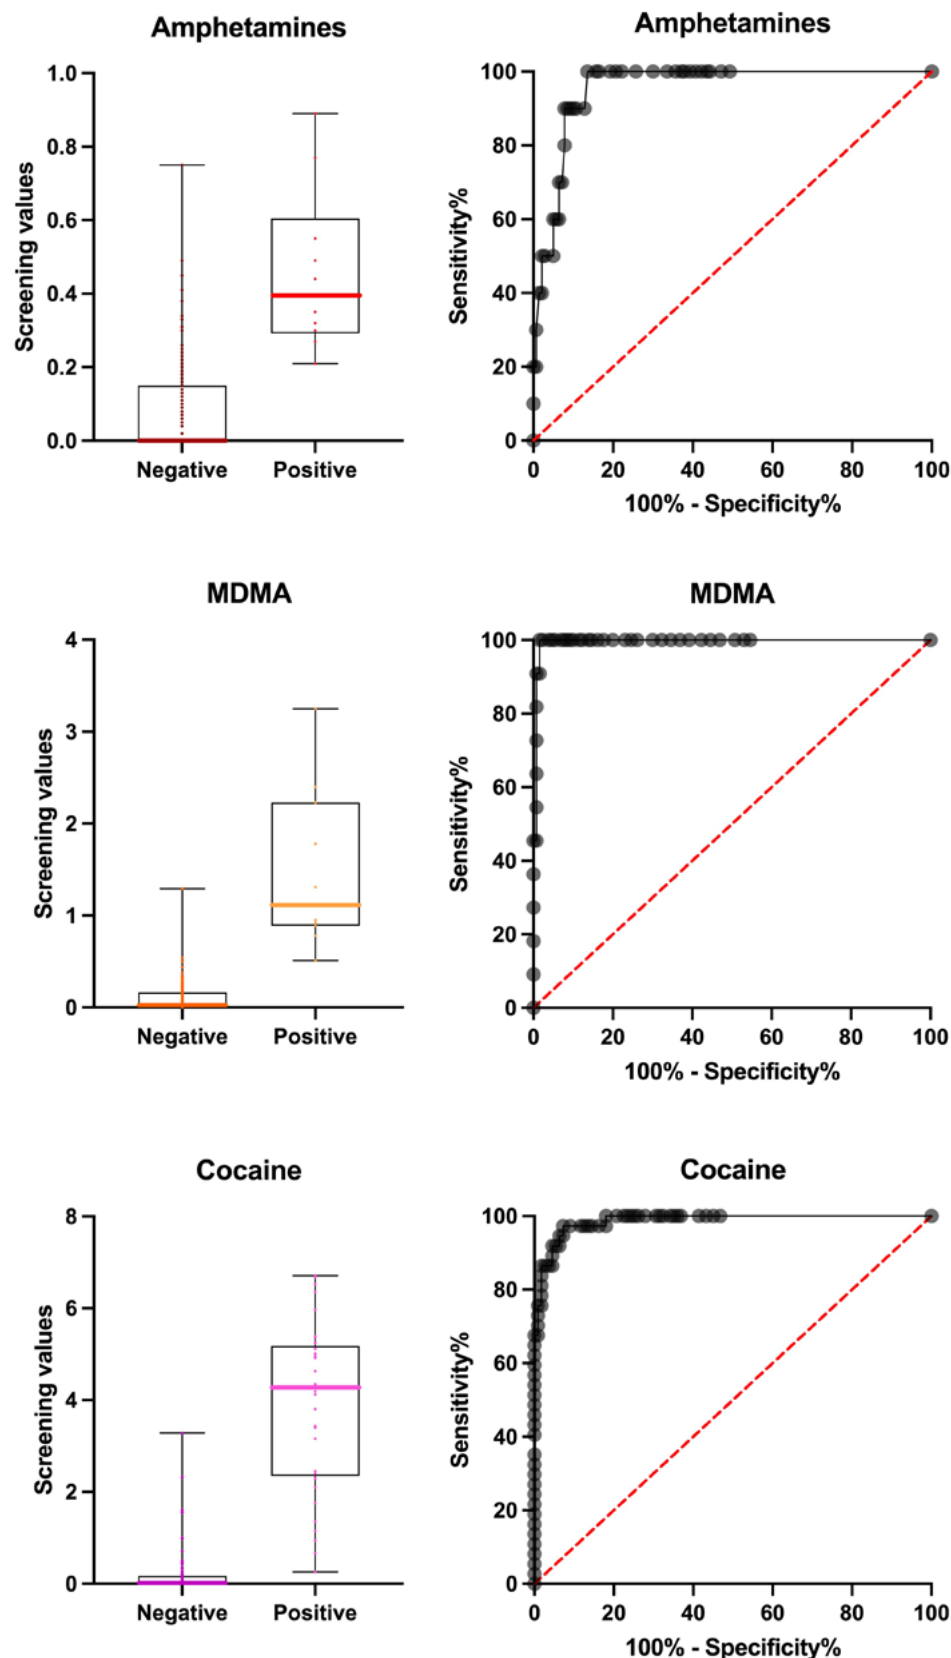 Amphetamines
Screening values
1.0
0.8
0.6
0.4
0.2
0.0
Negative Positive
Amphetamines
Sensitivity%
100
80
60
40
20
0
0 20 40 60 80 100
100% - Specificity%
MDMA
Screening values
4
3
2
1
0
Negative Positive
MDMA
Sensitivity%
100
80
60
40
20
0
0 20 40 60 80 100
100% - Specificity%
Cocaine
Screening values
8
6
4
2
0
Negative Positive
Cocaine
Sensitivity%
100
80
60
40
20
0
0 20 40 60 80 100
100% - Specificity%